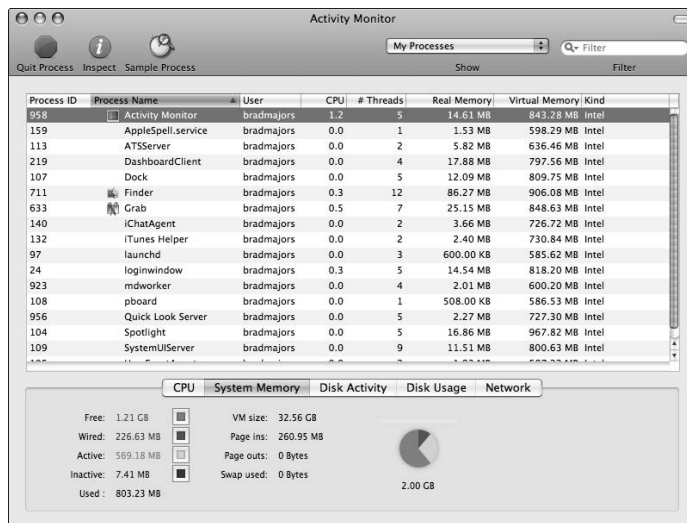 Activity Monitor
My Processes
Filter
Quit Process Inspect Sample Process Show Filter
Process ID Process Name User CPU # Threads Real Memory Virtual Memory Kind
958 Activity Monitor bradmajors 1.2 5 14.61 MB 843.28 MB Intel
159 AppleSpell.service bradmajors 0.0 1 1.53 MB 598.29 MB Intel
113 ATSServer bradmajors 0.0 2 5.82 MB 636.46 MB Intel
219 DashboardClient bradmajors 0.0 4 17.88 MB 797.56 MB Intel
107 Dock bradmajors 0.0 5 12.09 MB 809.75 MB Intel
711 Finder bradmajors 0.3 12 86.27 MB 906.08 MB Intel
633 Grab bradmajors 0.5 7 25.15 MB 848.63 MB Intel
140 iChatAgent bradmajors 0.0 2 3.66 MB 726.72 MB Intel
132 iTunes Helper bradmajors 0.0 2 2.40 MB 730.84 MB Intel
97 launchd bradmajors 0.0 3 600.00 KB 585.62 MB Intel
24 loginwindow bradmajors 0.3 5 14.54 MB 818.20 MB Intel
923 mdworker bradmajors 0.0 4 2.01 MB 600.20 MB Intel
108 pboard bradmajors 0.0 1 508.00 KB 586.53 MB Intel
956 Quick Look Server bradmajors 0.0 5 2.27 MB 727.30 MB Intel
104 Spotlight bradmajors 0.0 5 16.86 MB 967.82 MB Intel
109 SystemUIServer bradmajors 0.0 9 11.51 MB 800.63 MB Intel
CPU System Memory Disk Activity Disk Usage Network
Free: 1.21 GB VM size: 32.56 GB
Wired: 226.63 MB Page ins: 260.95 MB
Active: 569.18 MB Page outs: 0 Bytes
Inactive: 7.41 MB Swap used: 0 Bytes
Used : 803.23 MB
2.00 GB